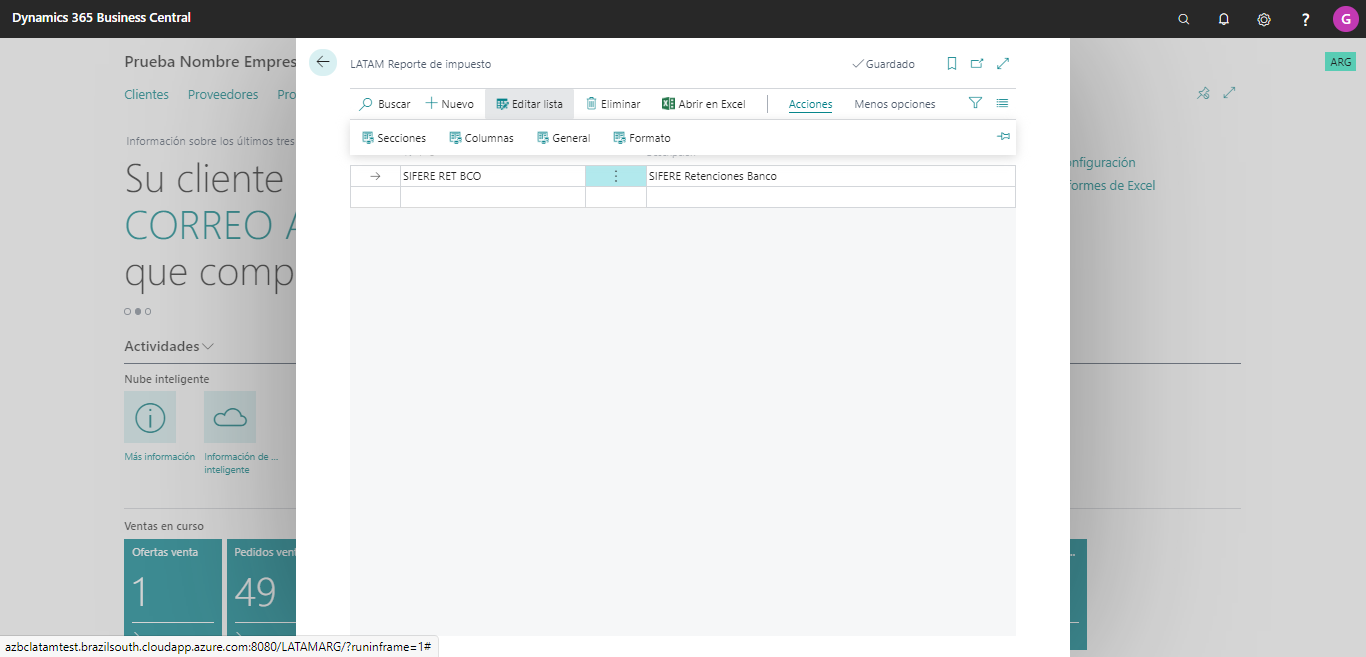 Dynamics 365 Business Central
?
G
Prueba Nombre Empres
ARG
LATAM Reporte de impuesto
Guardado
Clientes Proveedores Pro
Buscar Nuevo Editar lista Eliminar Abrir en Excel Acciones Menos opciones
Secciones Columnas General Formato
Información sobre los últimos tres
Su cliente
CORREO A
que comp
SIFERE RET BCO SIFERE Retenciones Banco
nfiguración
formes de Excel
Actividades
Nube inteligente
Más información
Información de ...
inteligente
Ventas en curso
Ofertas venta
1
Pedidos vent
49
azbclatamtest.brazilsouth.cloudapp.azure.com:8080/LATAMARG/?runinframe=1#